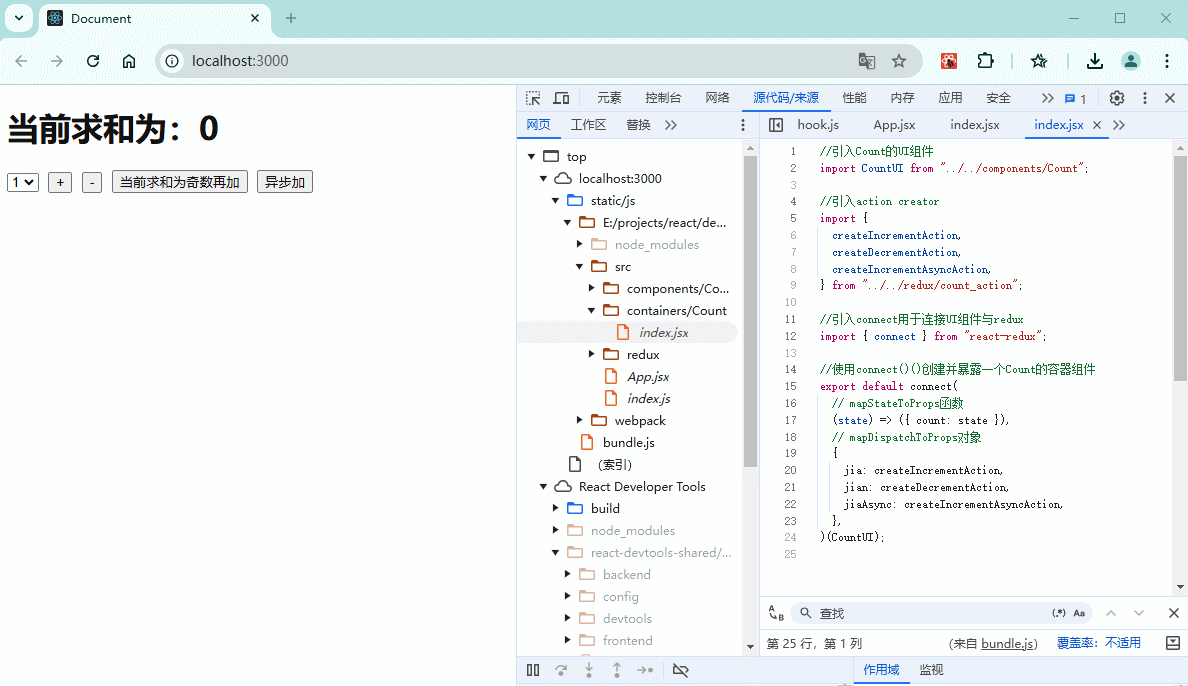 Document
localhost:3000
当前求和为：0
1
+
-
当前求和为奇数再加
异步加
元素
控制台
网络
源代码/来源
性能
内存
应用
安全
1
网页
工作区
替换
hook.js
App.jsx
index.jsx
index.jsx
top
localhost:3000
static/js
E:/projects/react/de...
node_modules
src
components/Co...
containers/Count
index.jsx
redux
App.jsx
index.js
webpack
bundle.js
（索引）
React Developer Tools
build
node_modules
react-devtools-shared/...
backend
config
devtools
frontend
1 //引入Count的UI组件
2 import CountUI from "../../components/Count";
3
4 //引入action creator
5 import {
6 createIncrementAction,
7 createDecrementAction,
8 createIncrementAsyncAction,
9 } from "../../redux/count_action";
10
11 //引入connect用于连接UI组件与redux
12 import { connect } from "react-redux";
13
14 //使用connect()()创建并暴露一个Count的容器组件
15 export default connect(
16 // mapStateToProps函数
17 (state) => ({ count: state }),
18 // mapDispatchToProps对象
19 {
20 jia: createIncrementAction,
21 jian: createDecrementAction,
22 jiaAsync: createIncrementAsyncAction,
23 },
24 )(CountUI);
25
查找
(.*)
Aa
第 25 行，第 1 列
(来自 bundle.js)
覆盖率：不适用
作用域
监视